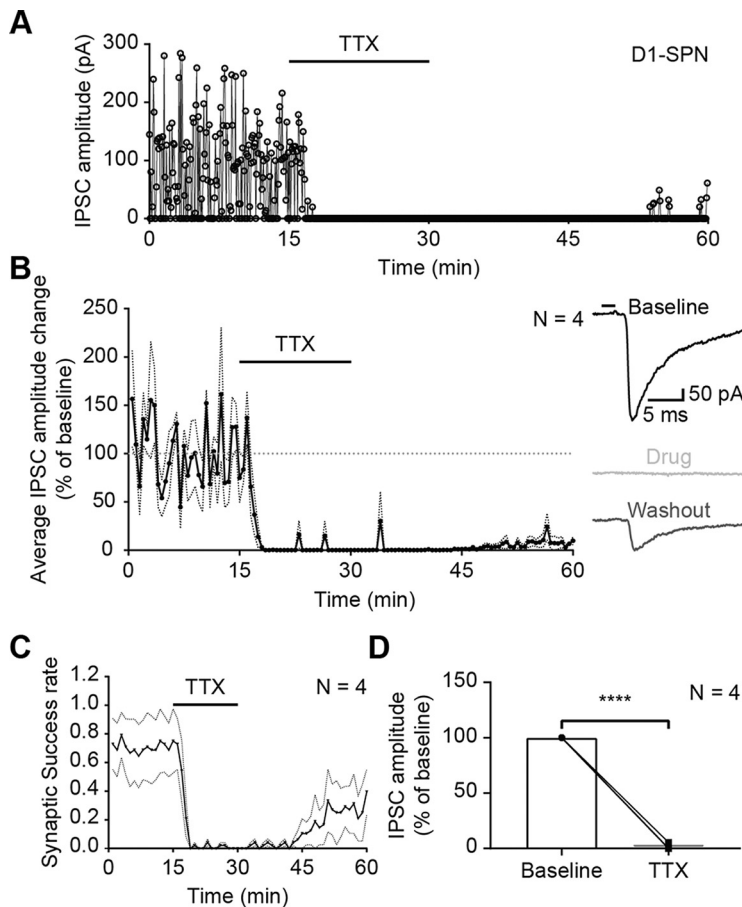 A
IPSC amplitude (pA)
300
200
100
0
TTX
D1-SPN
0 15 30 45 60
Time (min)
B
Average IPSC amplitude change
(% of baseline)
250
200
150
100
50
0
TTX
0 15 30 45 60
Time (min)
N = 4
Baseline
50 pA
5 ms
Drug
Washout
C
Synaptic Success rate
1.2
1.0
0.8
0.6
0.4
0.2
0.0
TTX
N = 4
0 15 30 45 60
Time (min)
D
IPSC amplitude
(% of baseline)
150
100
50
0
****
N = 4
Baseline TTX